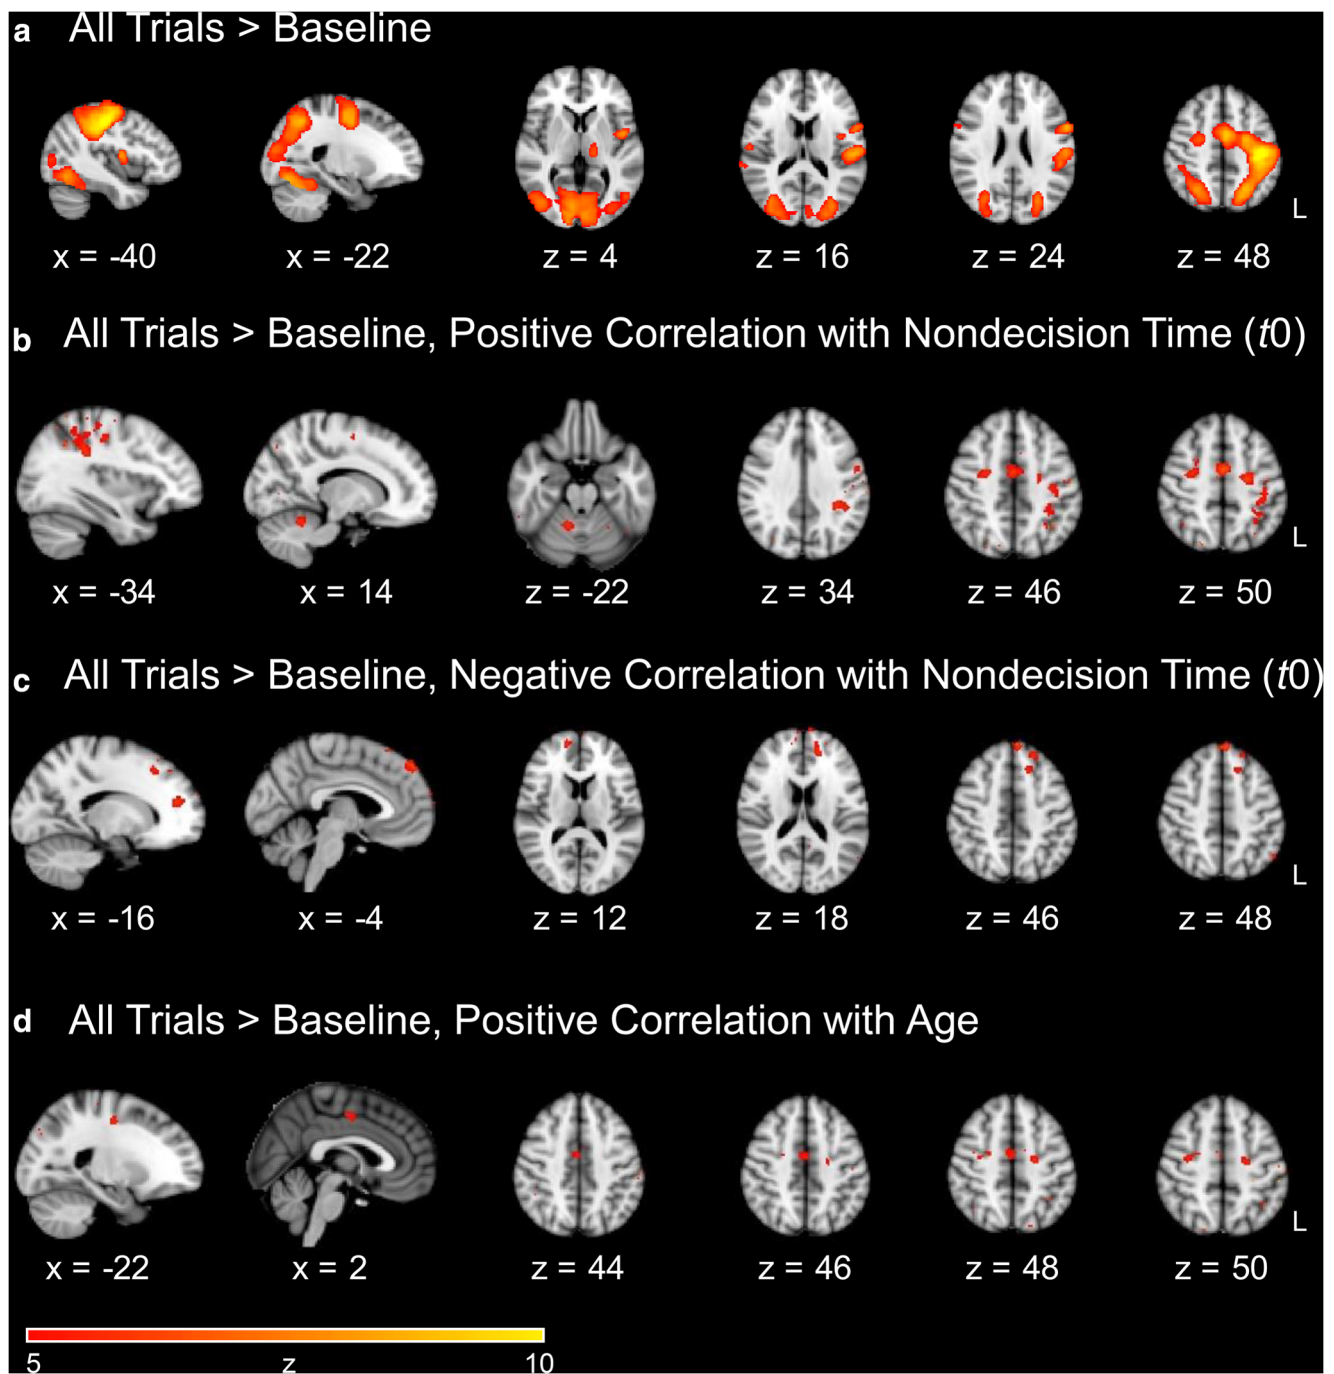 a All Trials > Baseline
x = -40 x = -22 z = 4 z = 16 z = 24 z = 48 L
b All Trials > Baseline, Positive Correlation with Nondecision Time (t0)
x = -34 x = 14 z = -22 z = 34 z = 46 z = 50 L
c All Trials > Baseline, Negative Correlation with Nondecision Time (t0)
x = -16 x = -4 z = 12 z = 18 z = 46 z = 48 L
d All Trials > Baseline, Positive Correlation with Age
x = -22 x = 2 z = 44 z = 46 z = 48 z = 50 L
5 z 10